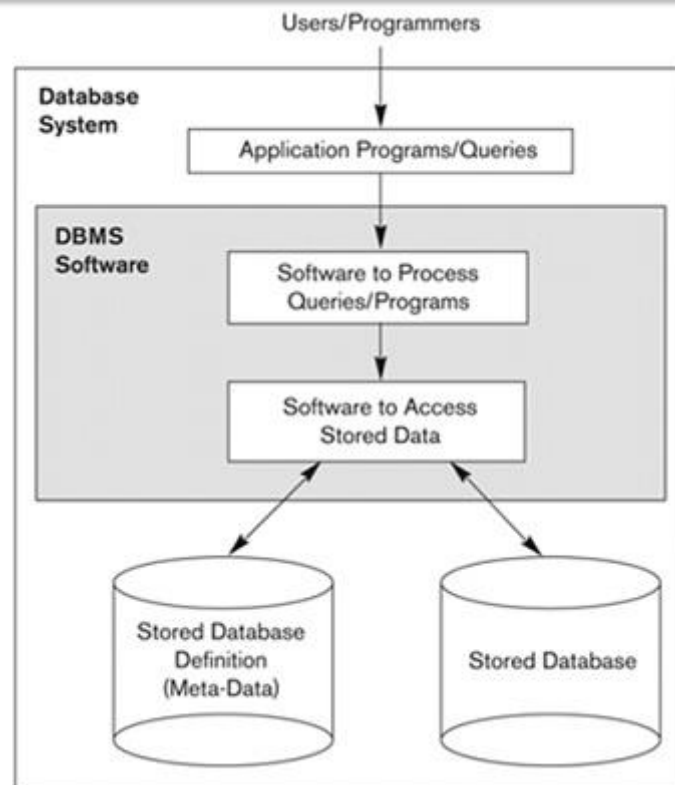 Users/Programmers
Database
System
Application Programs/Queries
DBMS
Software
Software to Process
Queries/Programs
Software to Access
Stored Data
Stored Database
Definition
(Meta-Data)
Stored Database